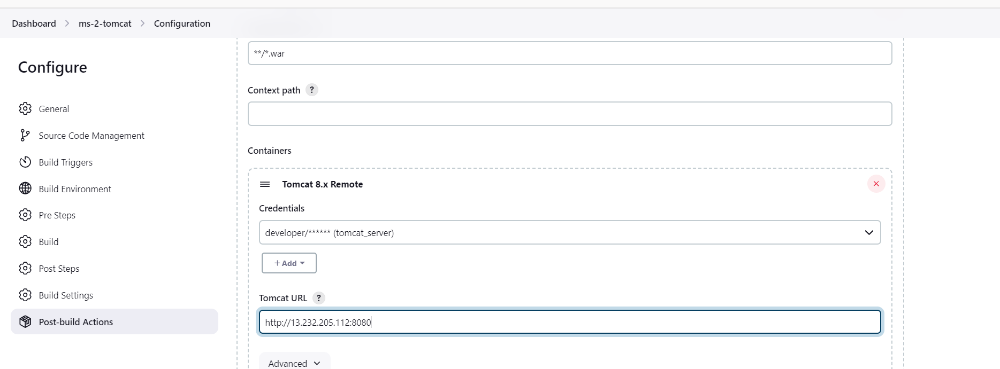 Dashboard > ms-2-tomcat > Configuration
Configure
General
Source Code Management
Build Triggers
Build Environment
Pre Steps
Build
Post Steps
Build Settings
Post-build Actions
**/*.war
Context path ?
Containers
Tomcat 8.x Remote
Credentials
developer/****** (tomcat_server)
+ Add
Tomcat URL ?
http://13.232.205.112:8080
Advanced